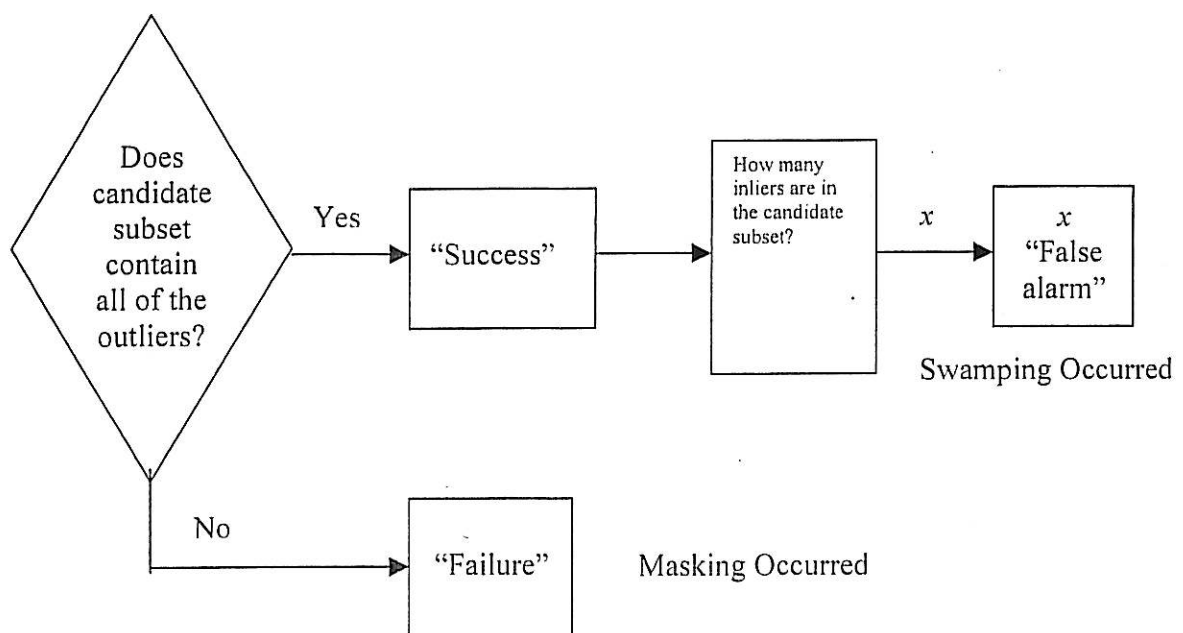 Does
candidate
subset
contain
all of the
outliers?
Yes
“Success”
How many
inliers are in
the candidate
subset?
x
x
“False
alarm”
Swamping Occurred
No
“Failure”
Masking Occurred